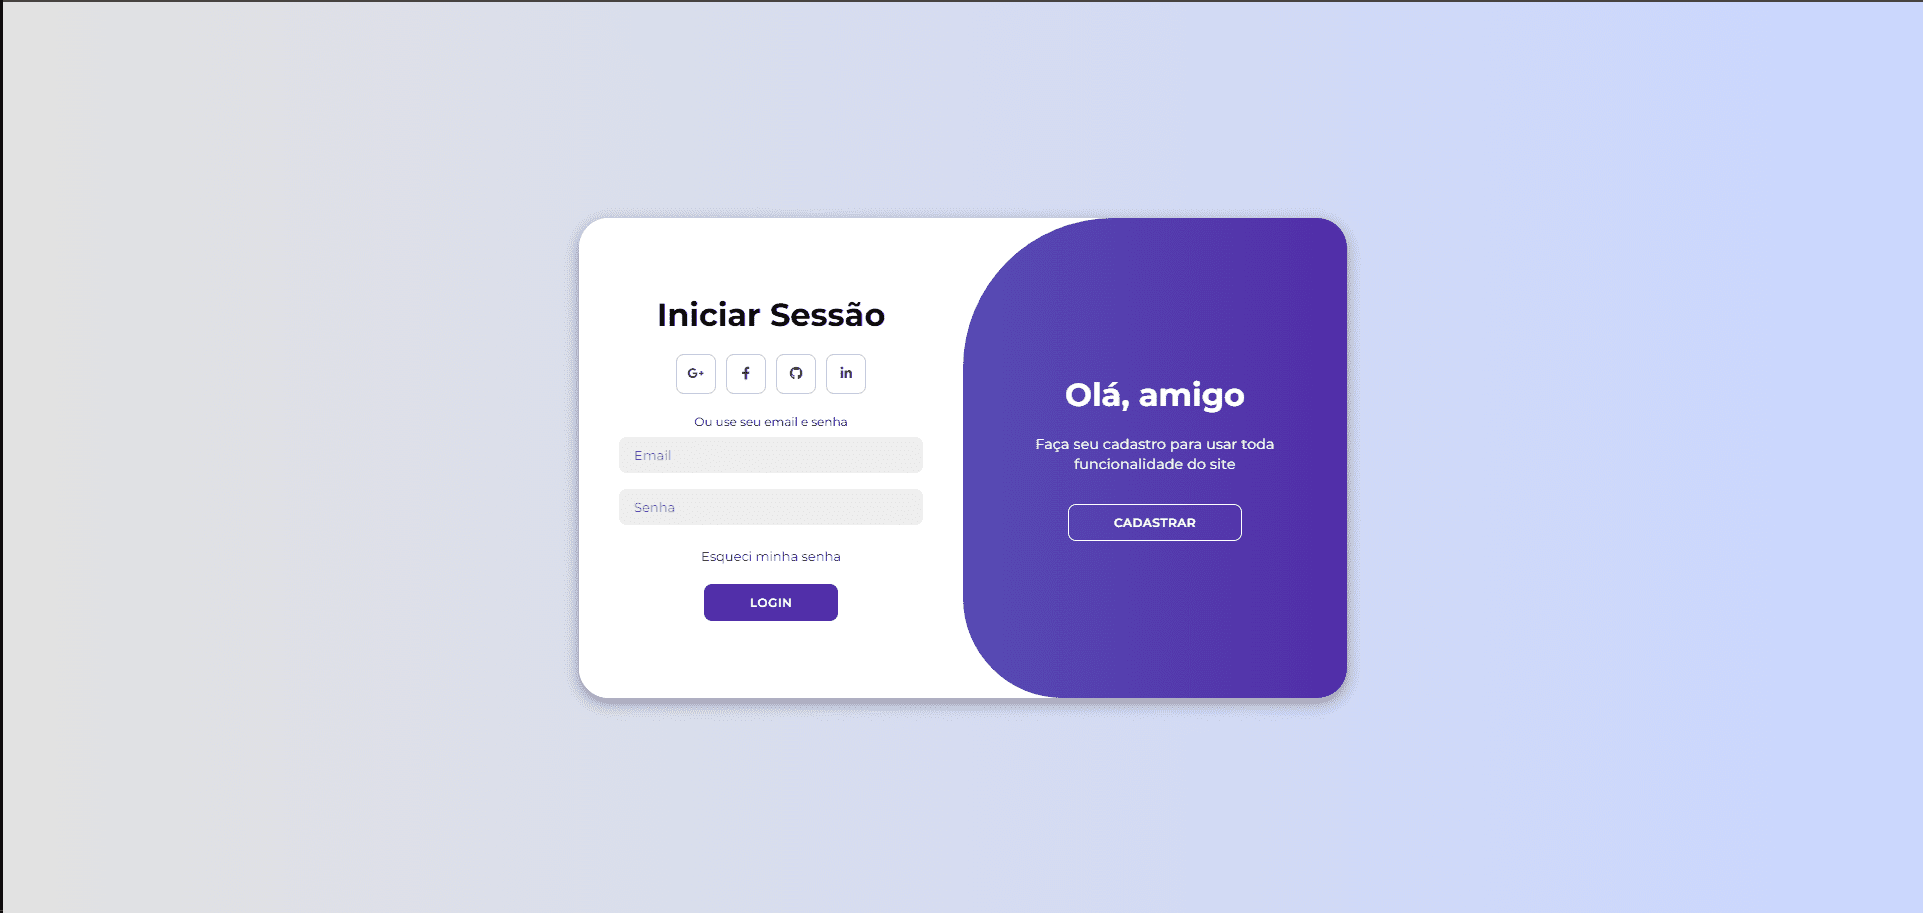 Iniciar Sessão
G+ f in
Ou use seu email e senha
Email
Senha
Esqueci minha senha
LOGIN
Olá, amigo
Faça seu cadastro para usar toda
funcionalidade do site
CADASTRAR